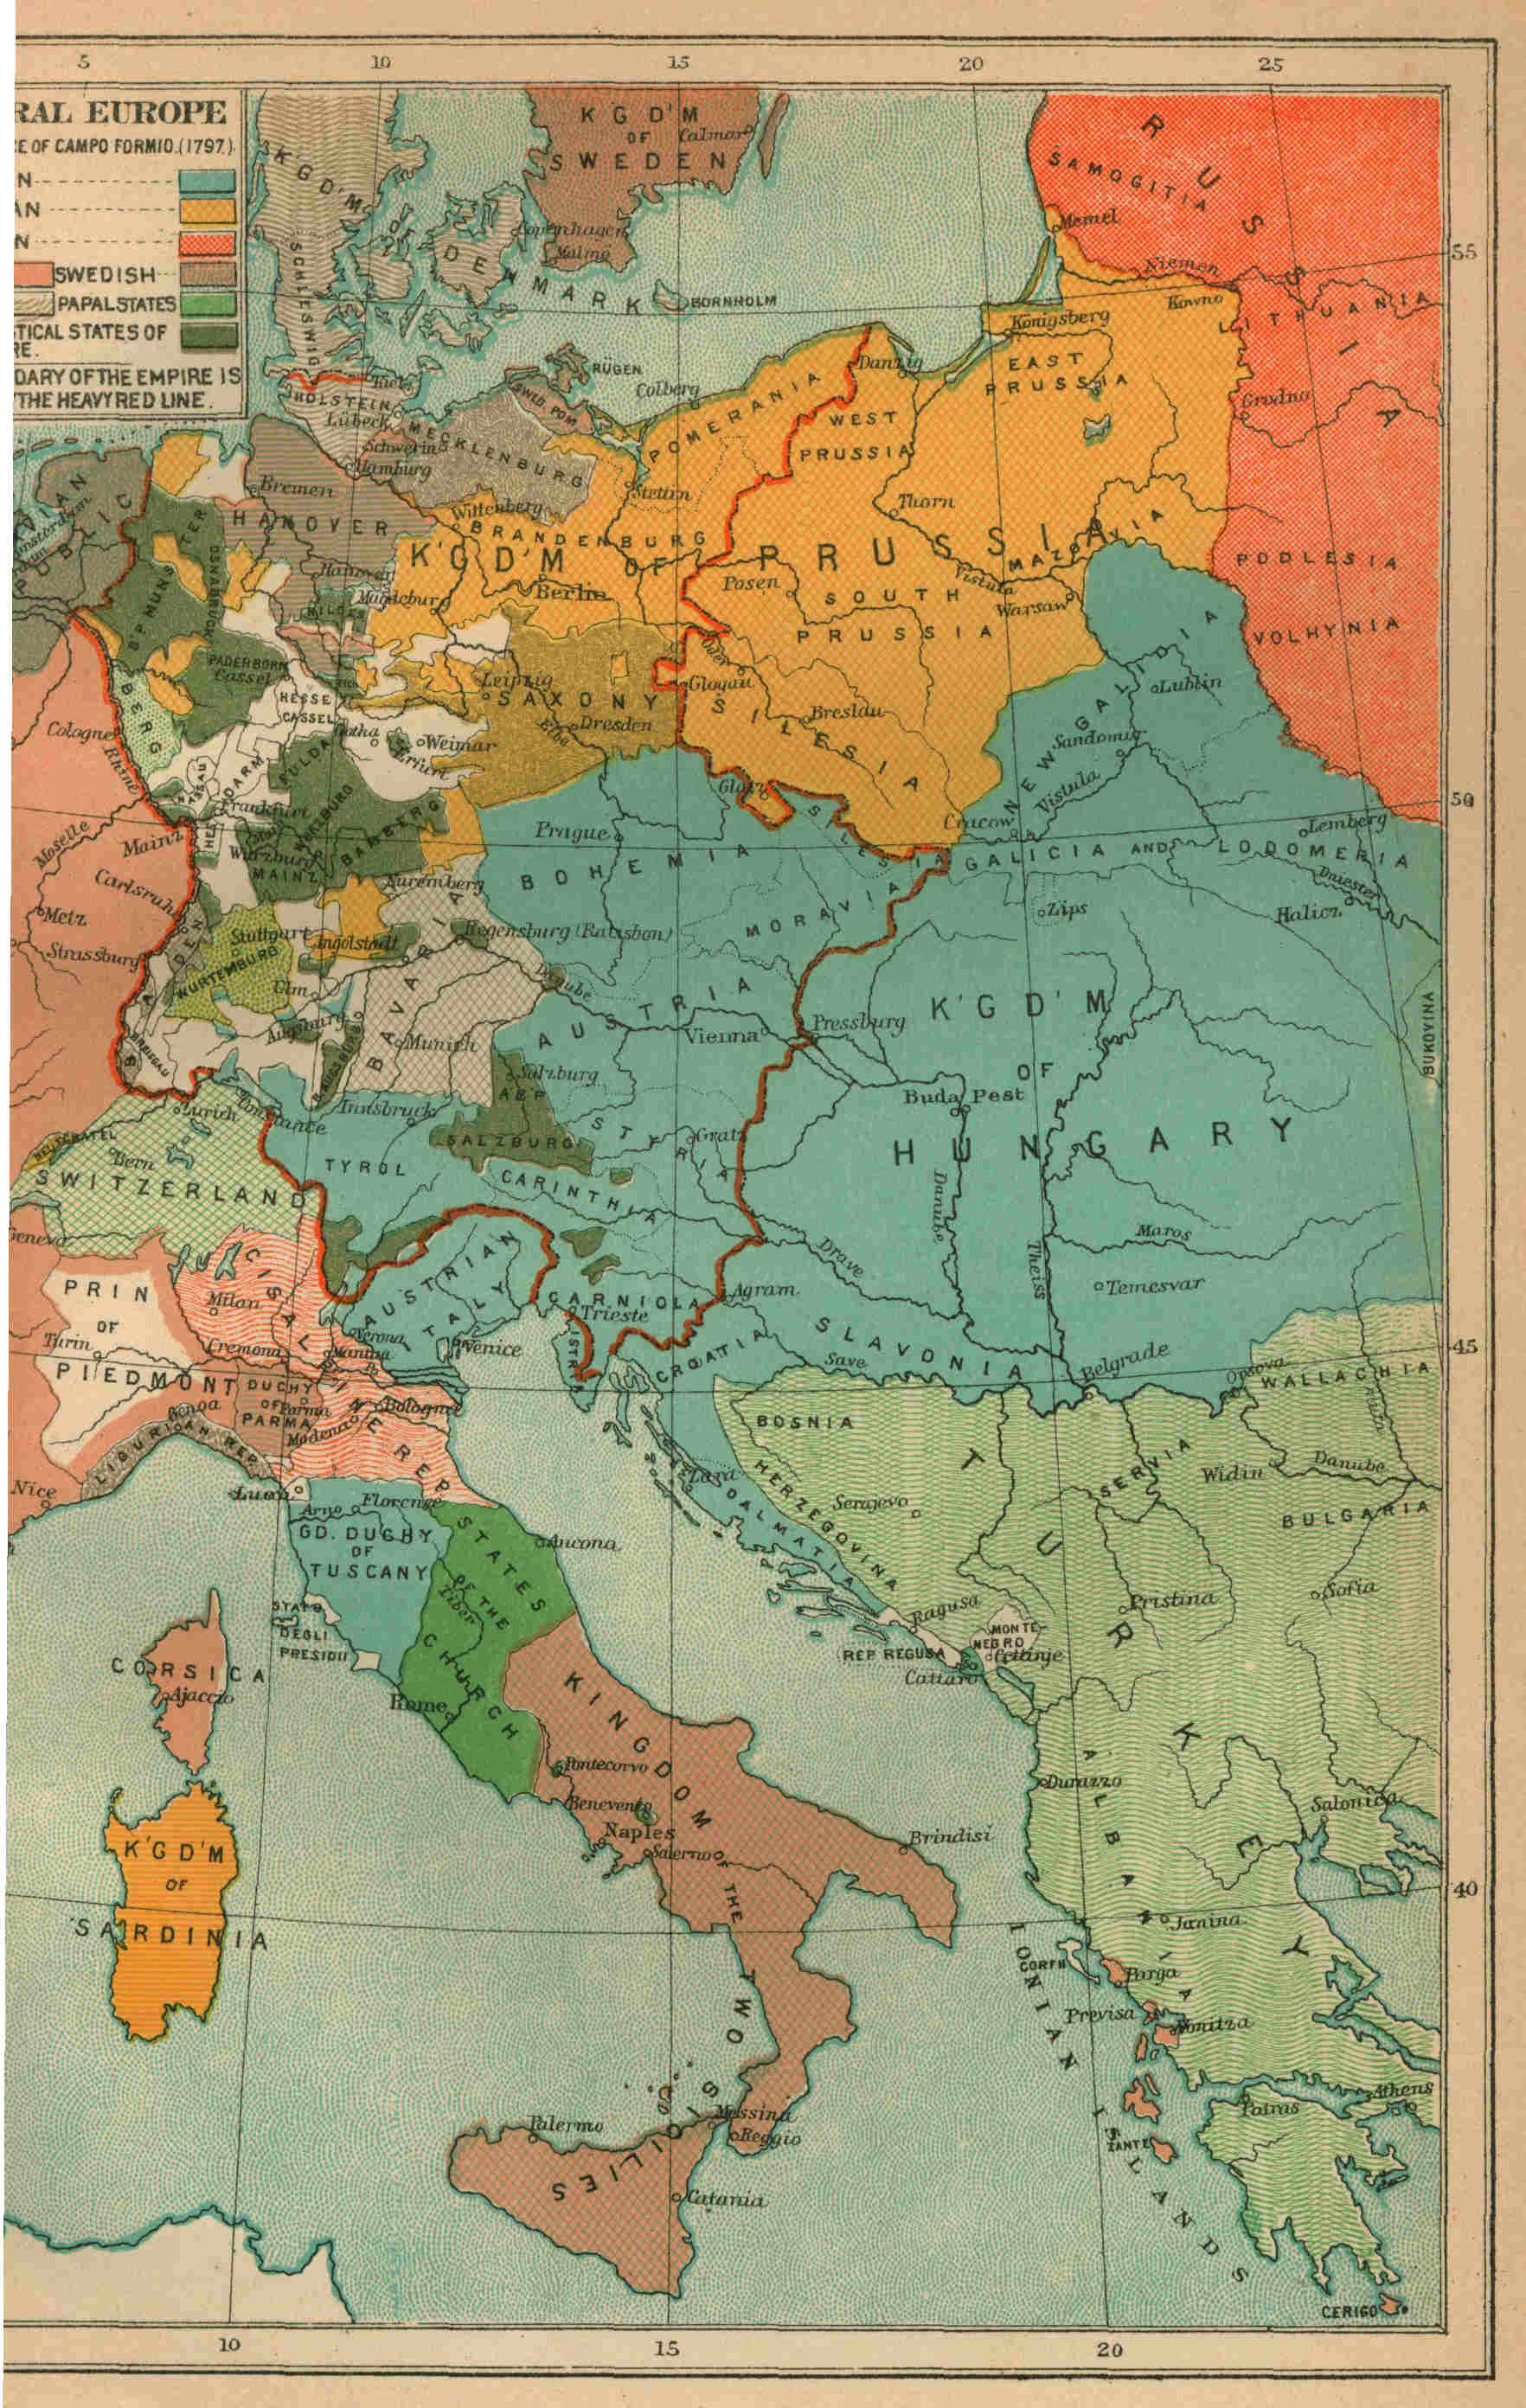 5 10 15 20 25
RAL EUROPE
E OF CAMPO FORMIO.(1797)
N
AN
N
SWEDISH
PAPAL STATES
TICAL STATES OF
RE.
DARY OF THE EMPIRE IS
THE HEAVY RED LINE.
K'G D'M OF DENMARK
SCHLESWIG
KGD'M
OF
SWEDEN
Calmar
Copenhagen
Malmö
BORNHOLM
RUSSIA
SAMOGITIA
Memel
Niemen
Kowno
LITHUANIA
55
Königsberg
EAST
PRUSSIA
Grodno
Danzig
RÜGEN
Colberg
SWED. POM.
POMERANIA
WEST
PRUSSIA
Kiel
HOLSTEIN
Lübeck
MECKLENBURG
Schwerin
Hamburg
Stettin
Bremen
HANOVER
Wittenberg
BRANDENBURG
Thorn
K'G'D'M OF PRUSSIA
MAZOVIA
PODLESIA
Hanover
Magdeburg
Berlin
Posen
SOUTH
PRUSSIA
Vistula
Warsaw
VOLHYNIA
MUNSTER
OSNABRUCK
HILDES
PADERBORN
Cassel
BERG
HESSE
CASSEL
Leipzig
SAXONY
Elbe
Dresden
Oder
Glogau
SILESIA
Breslau
NEW GALICIA
Lublin
Sandomir
Vistula
Cologne
Rhine
Gotha
Weimar
Erfurt
FULDA
NASSAU
DARM
Frankfurt
Moselle
Mainz
Wurzburg
WURZBURG
BAMBERG
MAINZ
Glatz
SILESIA
Prague
BOHEMIA
MORAVIA
Cracow
GALICIA AND LODOMERIA
Lemberg
50
Dniester
Halicz
Zips
Carlsruh
Metz
Strassburg
BADEN
Stuttgart
WURTEMBURG
Nuremberg
Ingolstadt
Regensburg (Ratisbon)
BAVARIA
Ulm
Augsburg
B. AUGSBURG
Munich
BREISGAU
Danube
AUSTRIA
Vienna
Pressburg
K'G'D'M
OF
HUNGARY
BUKOVINA
Buda Pest
Salzburg
ABP
SALZBURG
STYRIA
Gratz
Zurich
Constance
Innsbruck
NEUFCHATEL
Bern
SWITZERLAND
TYROL
CARINTHIA
Geneva
Danube
Drave
Theiss
Maros
Temesvar
PRIN
OF
PIEDMONT
Turin
CISALPINE REP.
Milan
Cremona
AUSTRIAN
ITALY
Verona
Mantua
Venice
CARNIOLA
Trieste
ISTRIA
Agram
CROATIA
SLAVONIA
Save
Belgrade
Orsova
WALLACHIA
Aluta
45
DUCHY
OF
PARMA
Parma
Genoa
Modena
Bologna
LIGURIAN REP.
Nice
Lucca
Arno
Florence
GD. DUCHY
OF
TUSCANY
STATO
DEGLI
PRESIDII
STATES
OF THE
CHURCH
Tiber
Ancona
Rome
BOSNIA
HERZEGOVINA
Serajevo
Zara
DALMATIA
SERVIA
Widin
Danube
BULGARIA
Sofia
Pristina
TURKEY
Ragusa
REP REGUSA
MONTE-
NEGRO
Cettinje
Cattaro
CORSICA
Ajaccio
KINGDOM OF THE TWO SICILIES
Pontecorvo
Benevento
Naples
Salerno
Brindisi
ALBANIA
Durazzo
Salonica
K'G'D'M
OF
SARDINIA
40
Janina
CORFU
Parga
Previsa
Vonitza
IONIAN ISLANDS
Palermo
Messina
Reggio
Catania
ZANTE
Patras
Athens
CERIGO
10 15 20